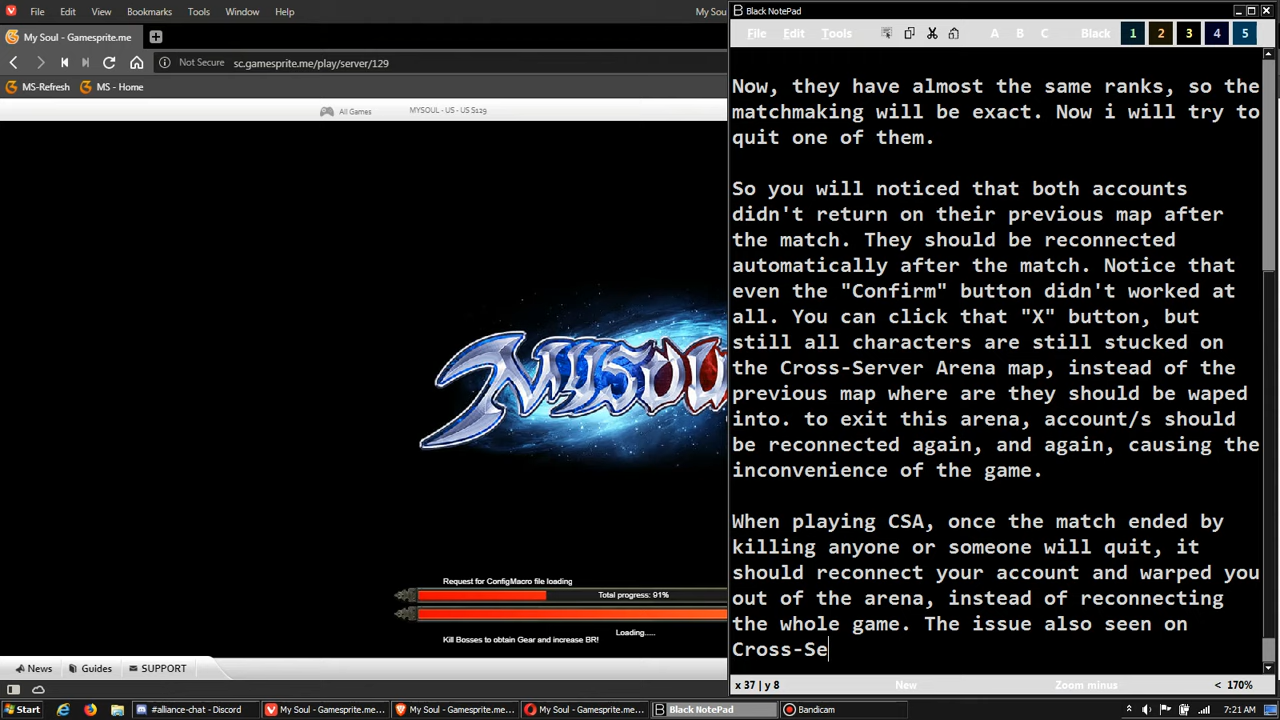 File Edit View Bookmarks Tools Window Help
My Sou
Black NotePad
My Soul - Gamesprite.me
File Edit Tools
A B C Black 1 2 3 4 5
Not Secure sc.gamesprite.me/play/server/129
MS-Refresh MS - Home
All Games MYSOUL - US - US S129
Now, they have almost the same ranks, so the
matchmaking will be exact. Now i will try to
quit one of them.
So you will noticed that both accounts
didn't return on their previous map after
the match. They should be reconnected
automatically after the match. Notice that
even the "Confirm" button didn't worked at
all. You can click that "X" button, but
still all characters are still stucked on
the Cross-Server Arena map, instead of the
previous map where are they should be waped
into. to exit this arena, account/s should
be reconnected again, and again, causing the
inconvenience of the game.
When playing CSA, once the match ended by
killing anyone or someone will quit, it
should reconnect your account and warped you
out of the arena, instead of reconnecting
the whole game. The issue also seen on
Cross-Se
MYSOUL
Request for ConfigMacro file loading
Total progress: 91%
Loading.....
Kill Bosses to obtain Gear and increase BR!
News Guides SUPPORT
x 37 | y 8 New Zoom minus < 170%
Start #alliance-chat - Discord My Soul - Gamesprite.me... My Soul - Gamesprite.me... My Soul - Gamesprite.me... Black NotePad Bandicam 7:21 AM